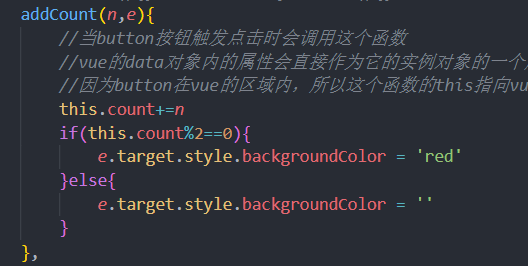 addCount(n,e){
//当button按钮触发点击时会调用这个函数
//vue的data对象内的属性会直接作为它的实例对象的一个
//因为button在vue的区域内，所以这个函数的this指向vu
this.count+=n
if(this.count%2==0){
e.target.style.backgroundColor = 'red'
}else{
e.target.style.backgroundColor = ''
}
},